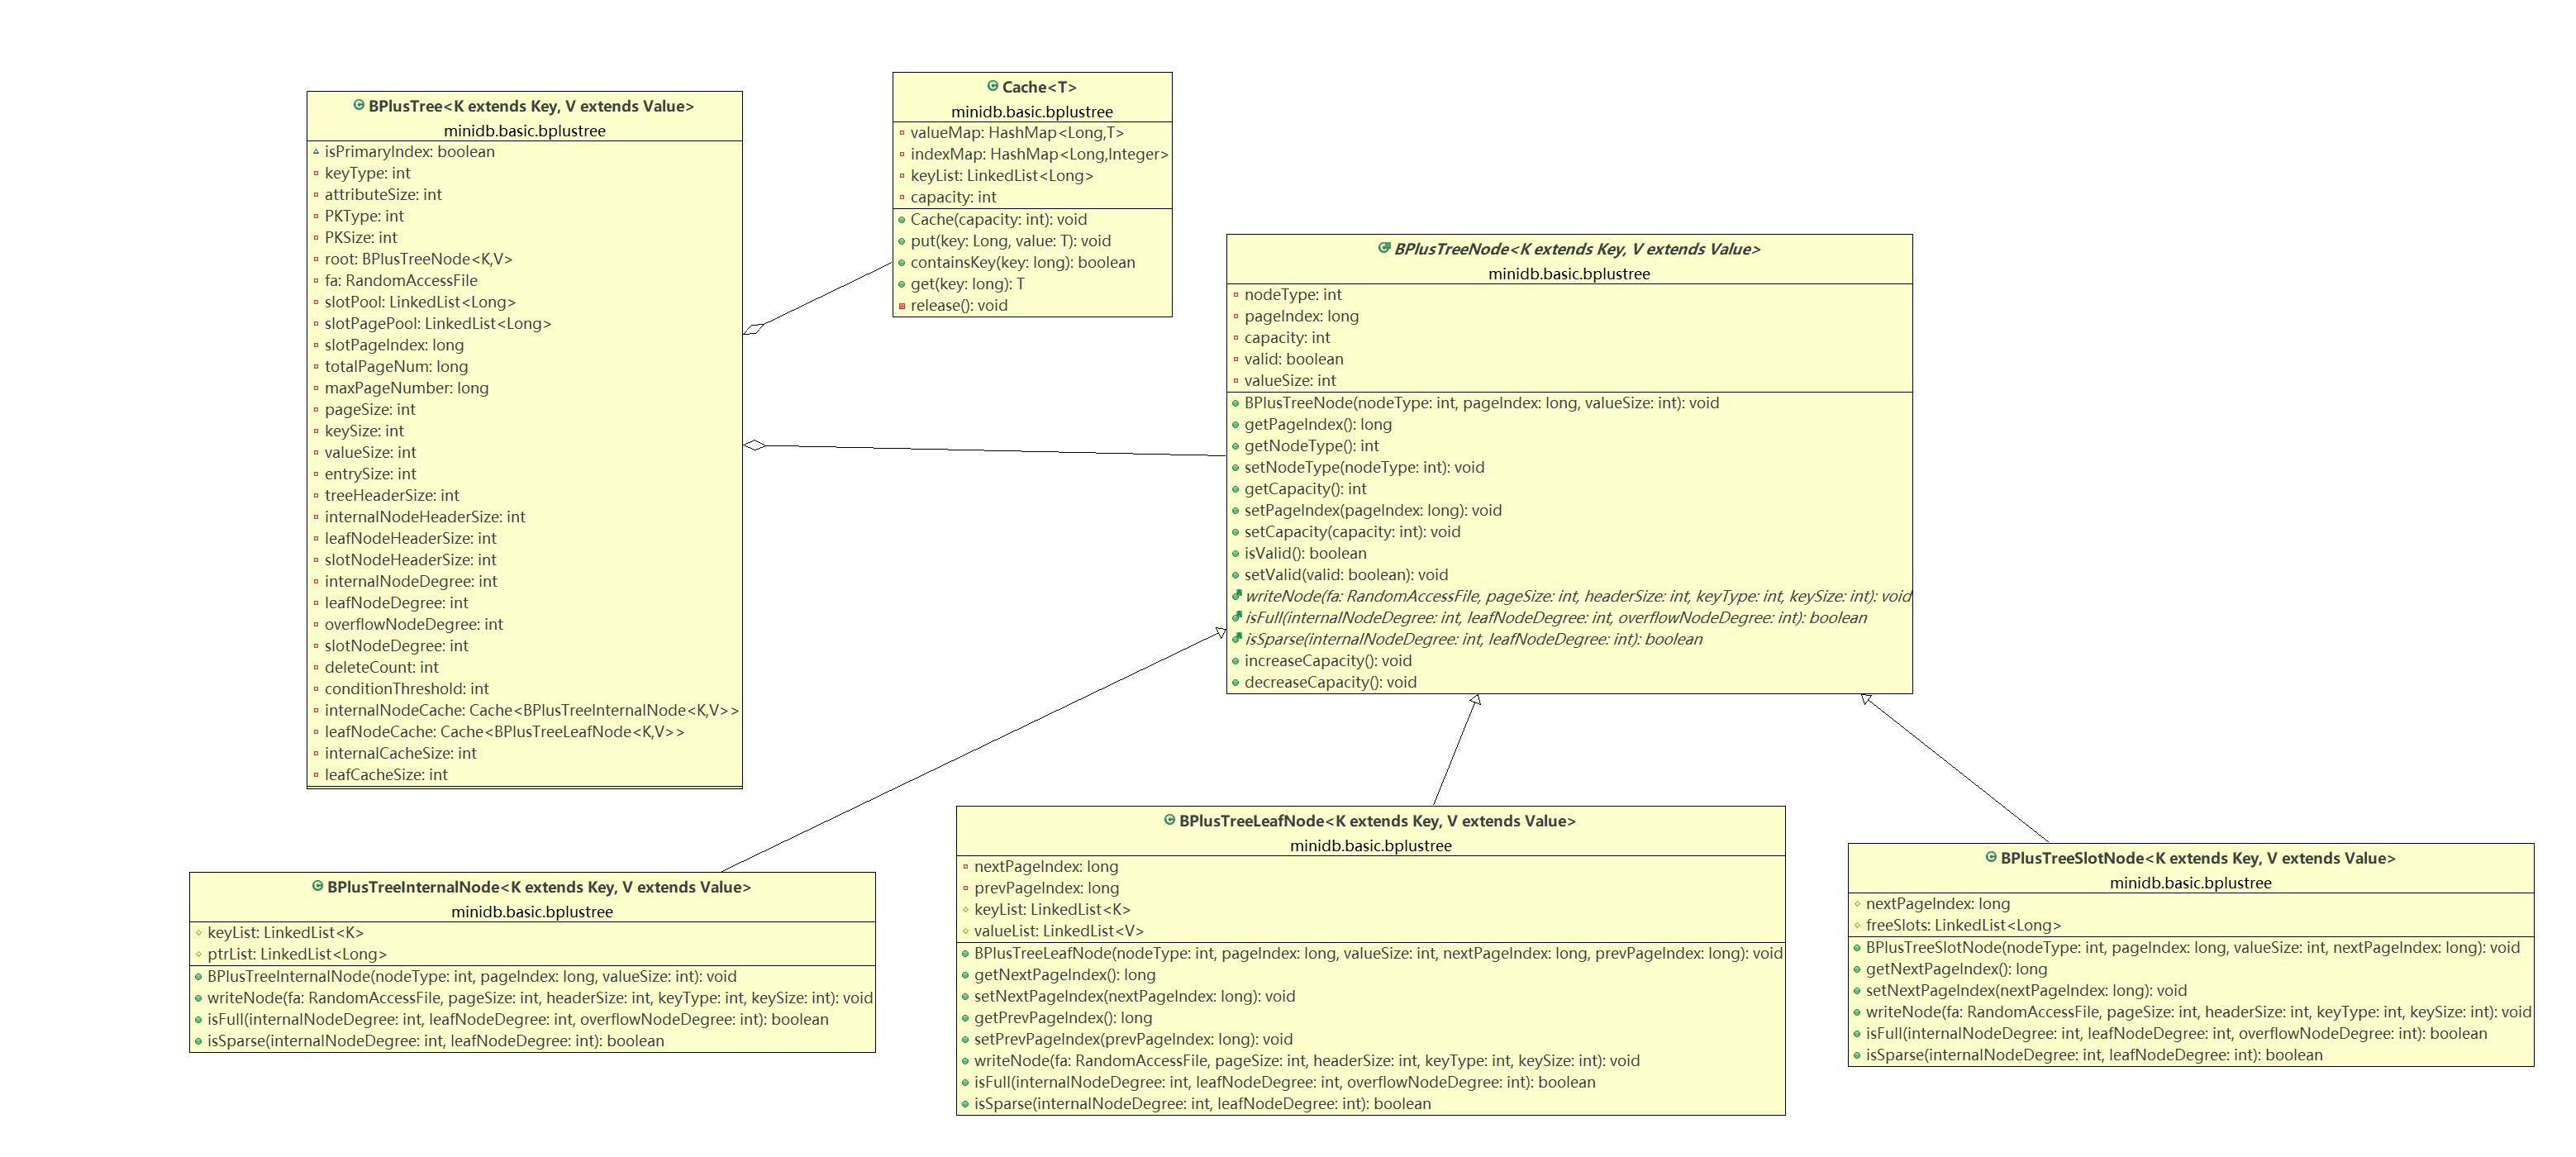 BPlusTree<K extends Key, V extends Value>
minidb.basic.bplustree
isPrimaryIndex: boolean
keyType: int
attributeSize: int
PKType: int
PKSize: int
root: BPlusTreeNode<K,V>
fa: RandomAccessFile
slotPool: LinkedList<Long>
slotPagePool: LinkedList<Long>
slotPageIndex: long
totalPageNum: long
maxPageNumber: long
pageSize: int
keySize: int
valueSize: int
entrySize: int
treeHeaderSize: int
internalNodeHeaderSize: int
leafNodeHeaderSize: int
slotNodeHeaderSize: int
internalNodeDegree: int
leafNodeDegree: int
overflowNodeDegree: int
slotNodeDegree: int
deleteCount: int
conditionThreshold: int
internalNodeCache: Cache<BPlusTreeInternalNode<K,V>>
leafNodeCache: Cache<BPlusTreeLeafNode<K,V>>
internalCacheSize: int
leafCacheSize: int
Cache<T>
minidb.basic.bplustree
valueMap: HashMap<Long,T>
indexMap: HashMap<Long,Integer>
keyList: LinkedList<Long>
capacity: int
Cache(capacity: int): void
put(key: Long, value: T): void
containsKey(key: long): boolean
get(key: long): T
release(): void
BPlusTreeNode<K extends Key, V extends Value>
minidb.basic.bplustree
nodeType: int
pageIndex: long
capacity: int
valid: boolean
valueSize: int
BPlusTreeNode(nodeType: int, pageIndex: long, valueSize: int): void
getPageIndex(): long
getNodeType(): int
setNodeType(nodeType: int): void
getCapacity(): int
setPageIndex(pageIndex: long): void
setCapacity(capacity: int): void
isValid(): boolean
setValid(valid: boolean): void
writeNode(fa: RandomAccessFile, pageSize: int, headerSize: int, keyType: int, keySize: int): void
isFull(internalNodeDegree: int, leafNodeDegree: int, overflowNodeDegree: int): boolean
isSparse(internalNodeDegree: int, leafNodeDegree: int): boolean
increaseCapacity(): void
decreaseCapacity(): void
BPlusTreeInternalNode<K extends Key, V extends Value>
minidb.basic.bplustree
keyList: LinkedList<K>
ptrList: LinkedList<Long>
BPlusTreeInternalNode(nodeType: int, pageIndex: long, valueSize: int): void
writeNode(fa: RandomAccessFile, pageSize: int, headerSize: int, keyType: int, keySize: int): void
isFull(internalNodeDegree: int, leafNodeDegree: int, overflowNodeDegree: int): boolean
isSparse(internalNodeDegree: int, leafNodeDegree: int): boolean
BPlusTreeLeafNode<K extends Key, V extends Value>
minidb.basic.bplustree
nextPageIndex: long
prevPageIndex: long
keyList: LinkedList<K>
valueList: LinkedList<V>
BPlusTreeLeafNode(nodeType: int, pageIndex: long, valueSize: int, nextPageIndex: long, prevPageIndex: long): void
getNextPageIndex(): long
setNextPageIndex(nextPageIndex: long): void
getPrevPageIndex(): long
setPrevPageIndex(prevPageIndex: long): void
writeNode(fa: RandomAccessFile, pageSize: int, headerSize: int, keyType: int, keySize: int): void
isFull(internalNodeDegree: int, leafNodeDegree: int, overflowNodeDegree: int): boolean
isSparse(internalNodeDegree: int, leafNodeDegree: int): boolean
BPlusTreeSlotNode<K extends Key, V extends Value>
minidb.basic.bplustree
nextPageIndex: long
freeSlots: LinkedList<Long>
BPlusTreeSlotNode(nodeType: int, pageIndex: long, valueSize: int, nextPageIndex: long): void
getNextPageIndex(): long
setNextPageIndex(nextPageIndex: long): void
writeNode(fa: RandomAccessFile, pageSize: int, headerSize: int, keyType: int, keySize: int): void
isFull(internalNodeDegree: int, leafNodeDegree: int, overflowNodeDegree: int): boolean
isSparse(internalNodeDegree: int, leafNodeDegree: int): boolean